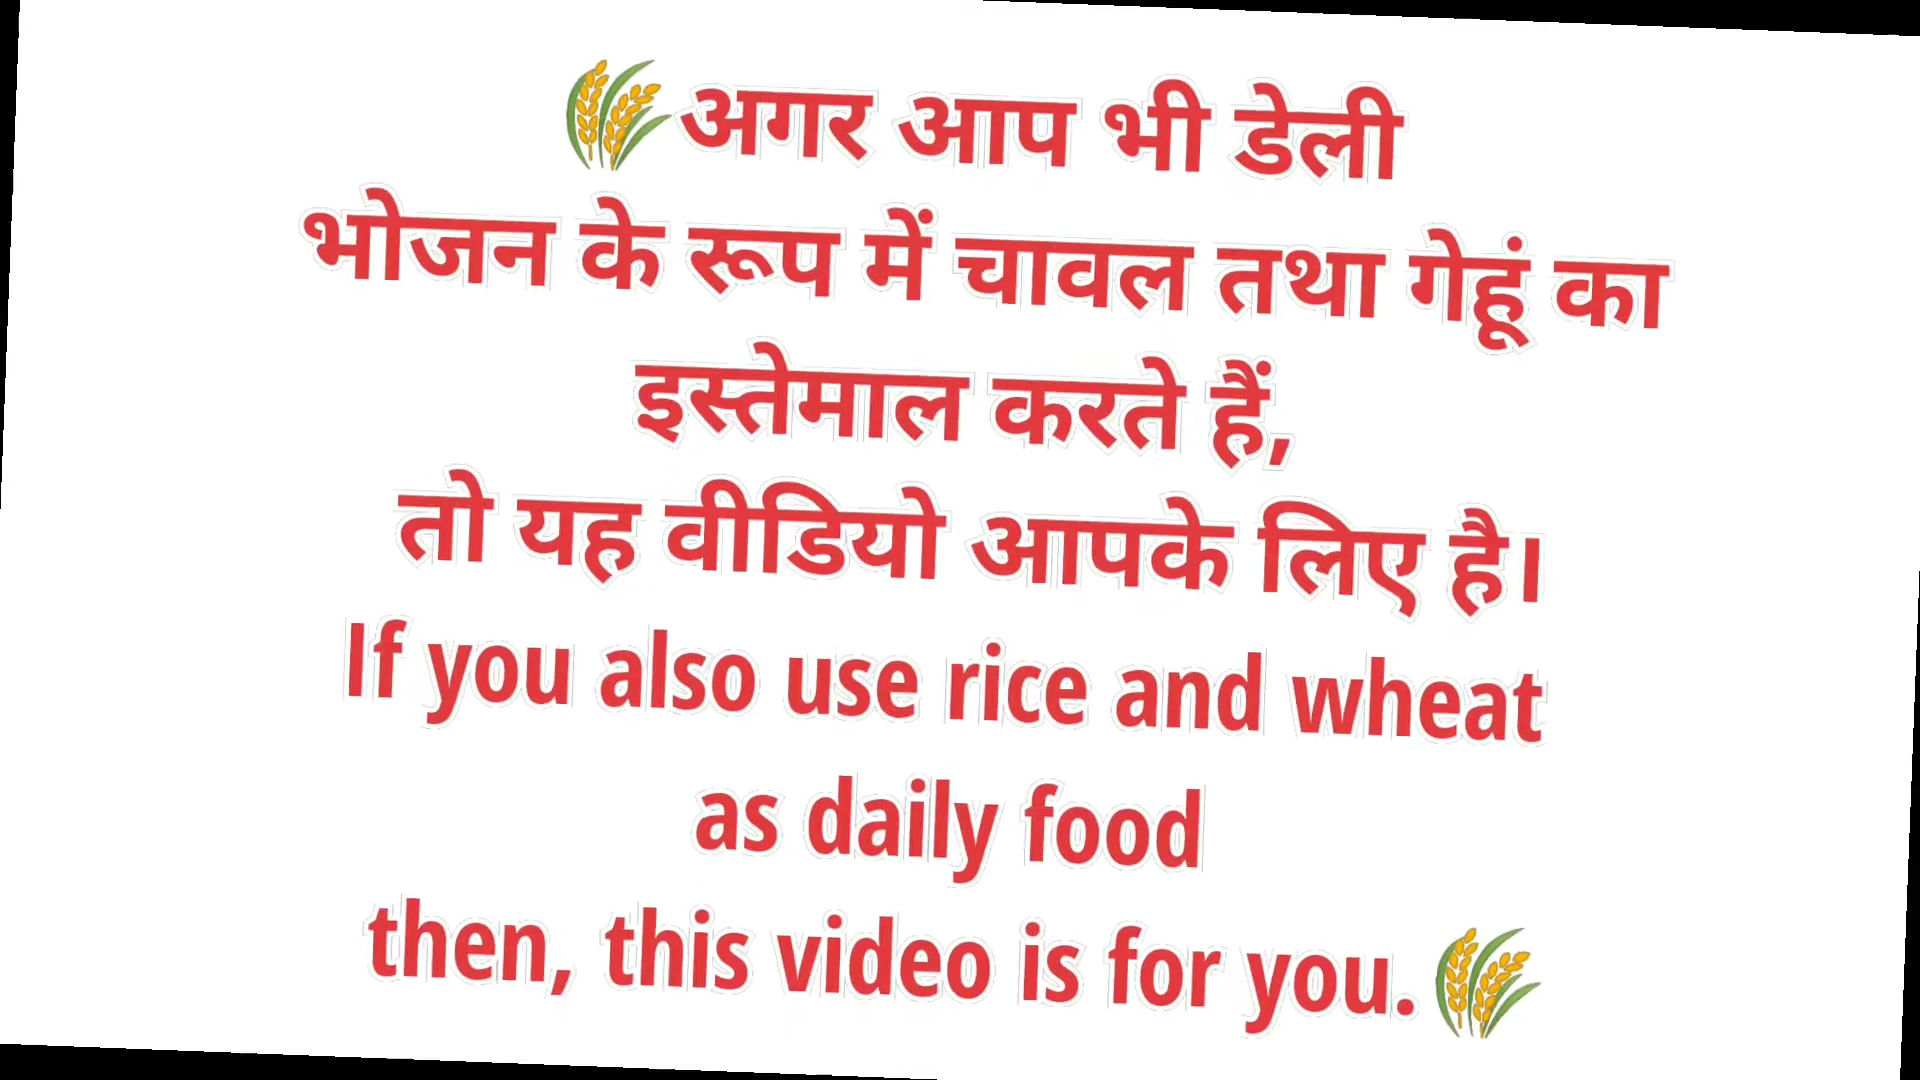 🌾अगर आप भी डेली
भोजन के रूप में चावल तथा गेहूं का
इस्तेमाल करते हैं,
तो यह वीडियो आपके लिए है।
If you also use rice and wheat
as daily food
then, this video is for you.🌾